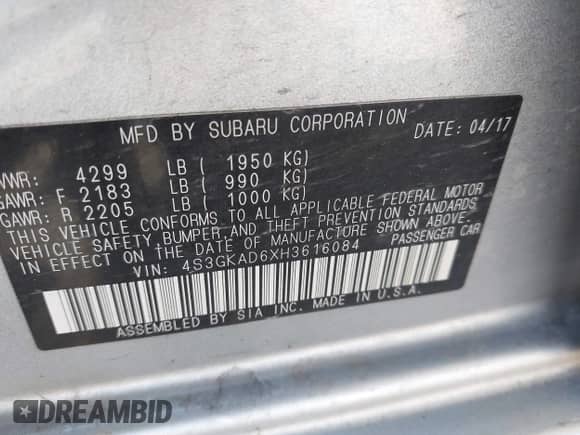 MFD BY SUBARU CORPORATION DATE: 04/17
VWR: 4299 LB ( 1950 KG)
GAWR: F 2183 LB ( 990 KG)
GAWR: R 2205 LB ( 1000 KG)
THIS VEHICLE CONFORMS TO ALL APPLICABLE FEDERAL MOTOR
VEHICLE SAFETY, BUMPER, AND THEFT PREVENTION STANDARDS
IN EFFECT ON THE DATE OF MANUFACTURE SHOWN ABOVE.
VIN: 4S3GKAD6XH3616084 PASSENGER CAR
ASSEMBLED BY SIA INC. MADE IN U.S.A.
DREAMBID